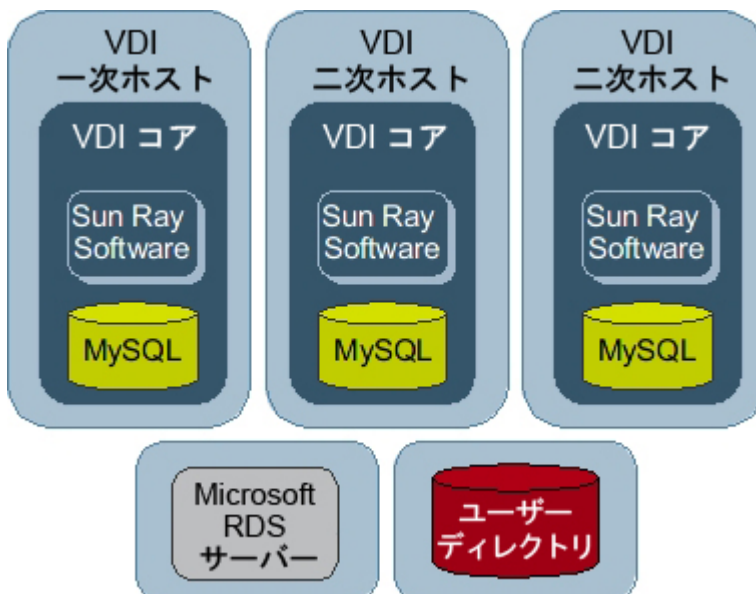 VDI
一次ホスト
VDI コア
Sun Ray
Software
MySQL
VDI
二次ホスト
VDI コア
Sun Ray
Software
MySQL
VDI
二次ホスト
VDI コア
Sun Ray
Software
MySQL
Microsoft
RDS
サーバー
ユーザー
ディレクトリ